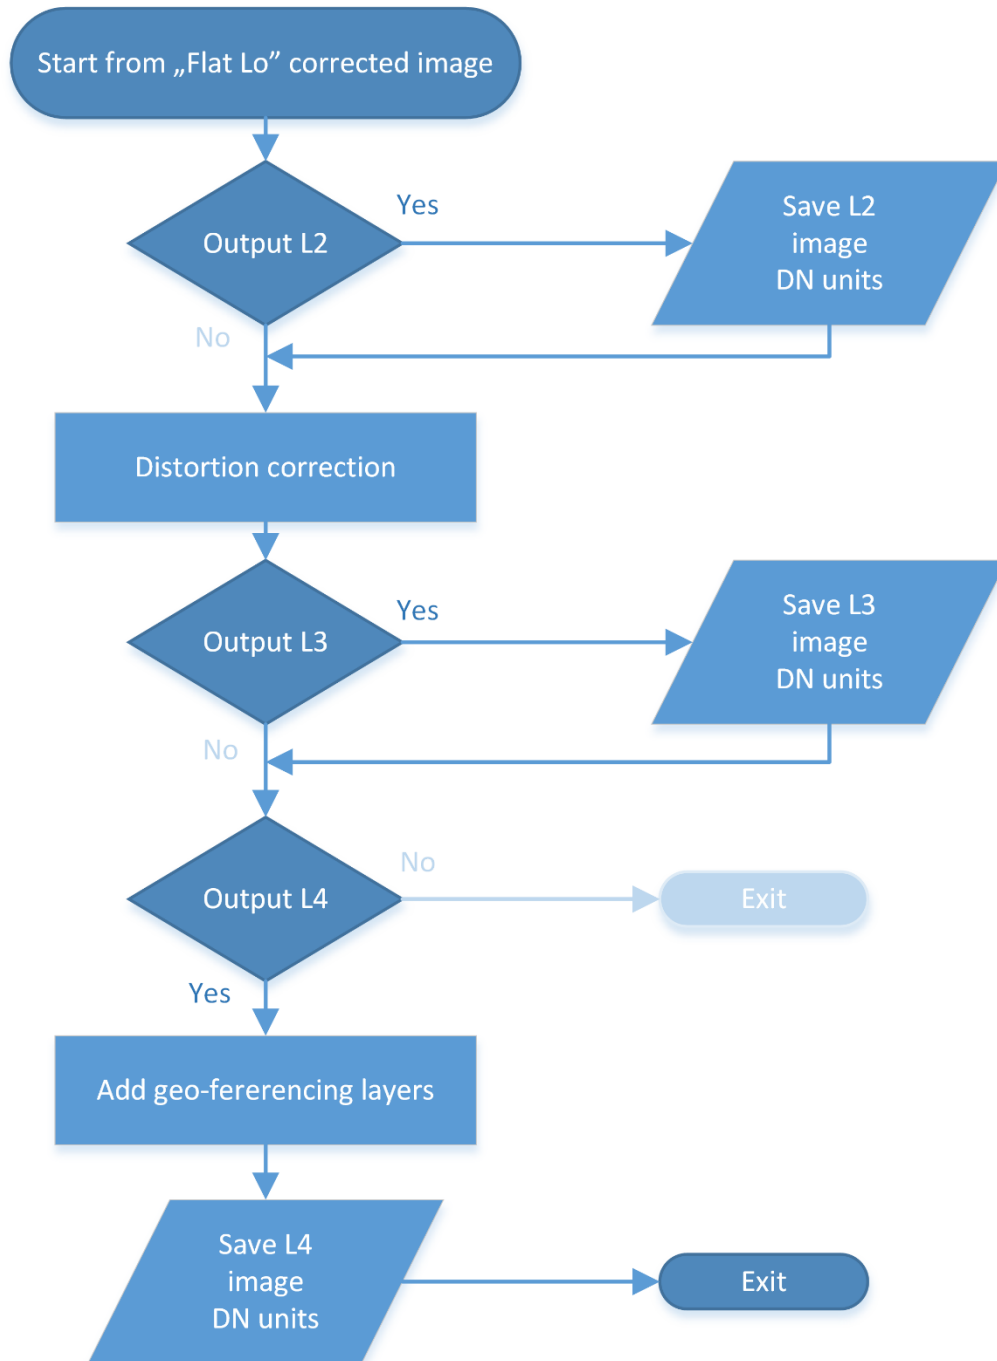 Start from „Flat Lo” corrected image
Output L2
Yes
Save L2
image
DN units
No
Distortion correction
Output L3
Yes
Save L3
image
DN units
No
Output L4
No
Exit
Yes
Add geo-fererencing layers
Save L4
image
DN units
Exit